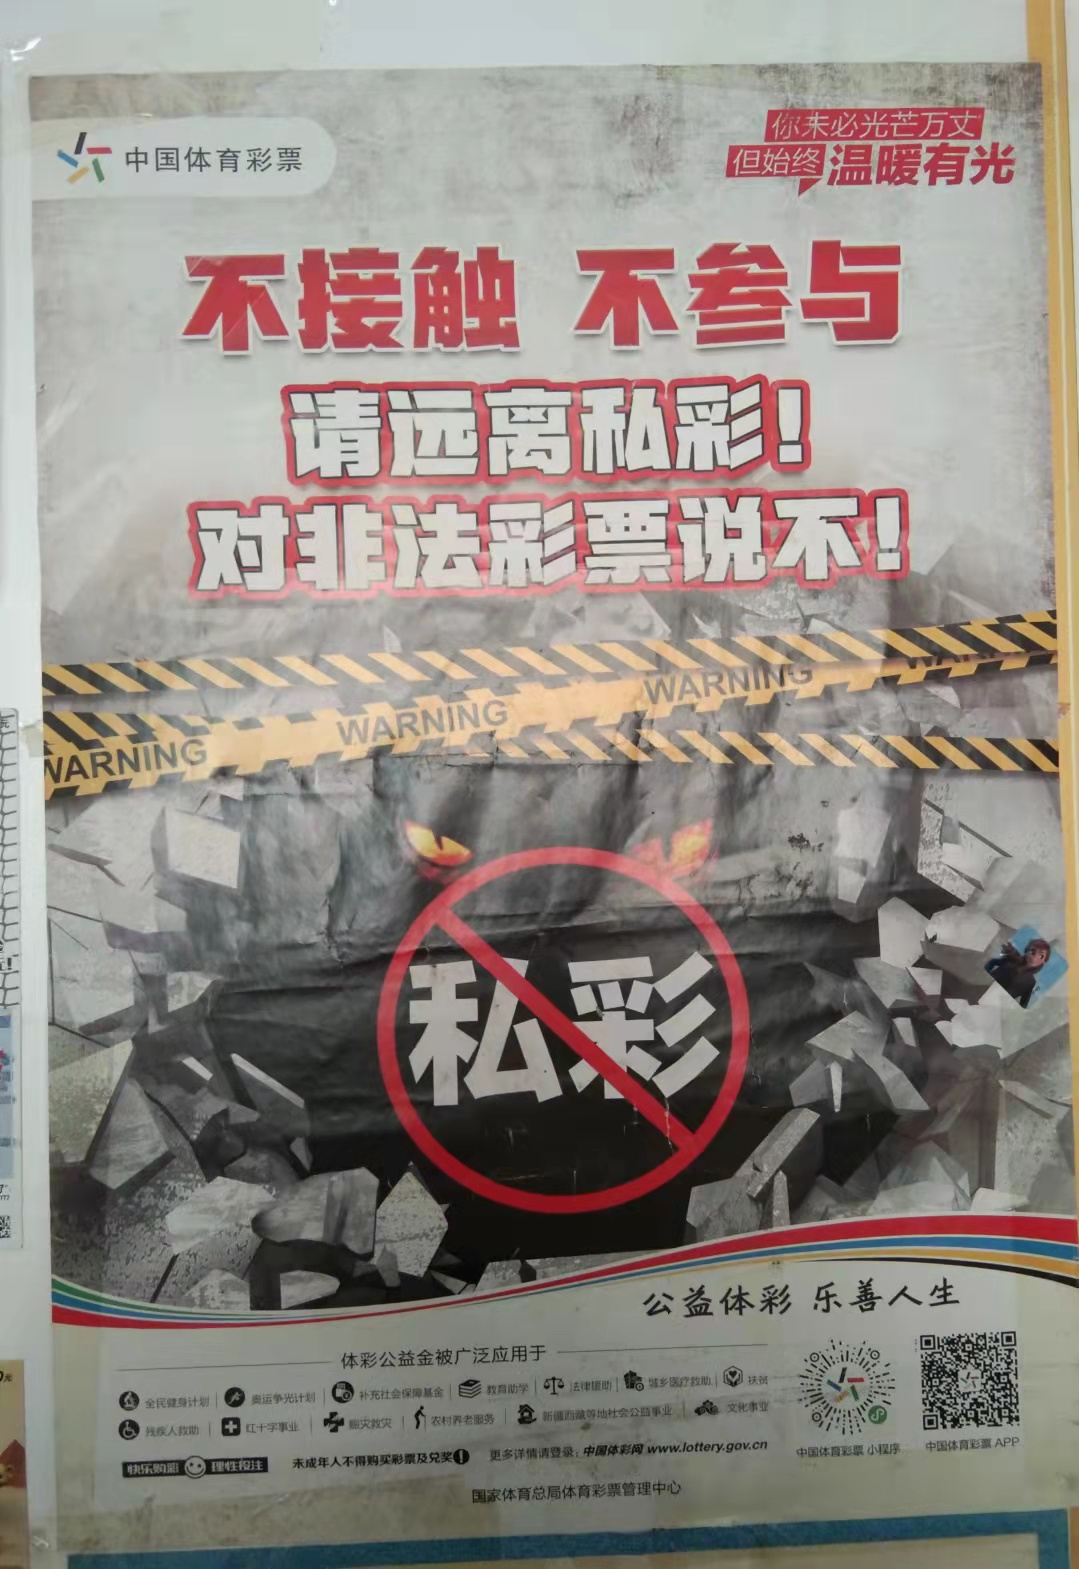 中国体育彩票
你未必光芒万丈
但始终温暖有光
不接触 不参与
请远离私彩!
对非法彩票说不!
WARNING
WARNING
WARNING
私彩
公益体彩 乐善人生
体彩公益金被广泛应用于
全民健身计划 奥运争光计划 补充社会保障基金 教育助学 法律援助 城乡医疗救助 扶贫
残疾人救助 红十字事业 赈灾救灾 农村养老服务 新疆西藏等地社会公益事业 文化事业
快乐购彩 理性投注 未成年人不得购买彩票及兑奖! 更多详情请登录:中国体彩网 www.lottery.gov.cn
中国体育彩票 小程序 中国体育彩票 APP
国家体育总局体育彩票管理中心